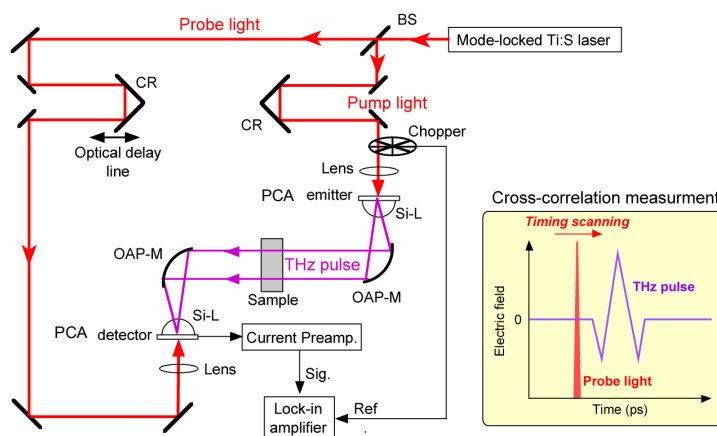 Probe light
BS
Mode-locked Ti:S laser
CR
Pump light
CR
Optical delay
line
Chopper
Lens
PCA
emitter
Si-L
OAP-M
THz pulse
Sample
OAP-M
Si-L
PCA
detector
Current Preamp.
Lens
Sig.
Lock-in
amplifier
Ref
.
Cross-correlation measurment
Timing scanning
THz pulse
Electric field
0
Probe light
Time (ps)